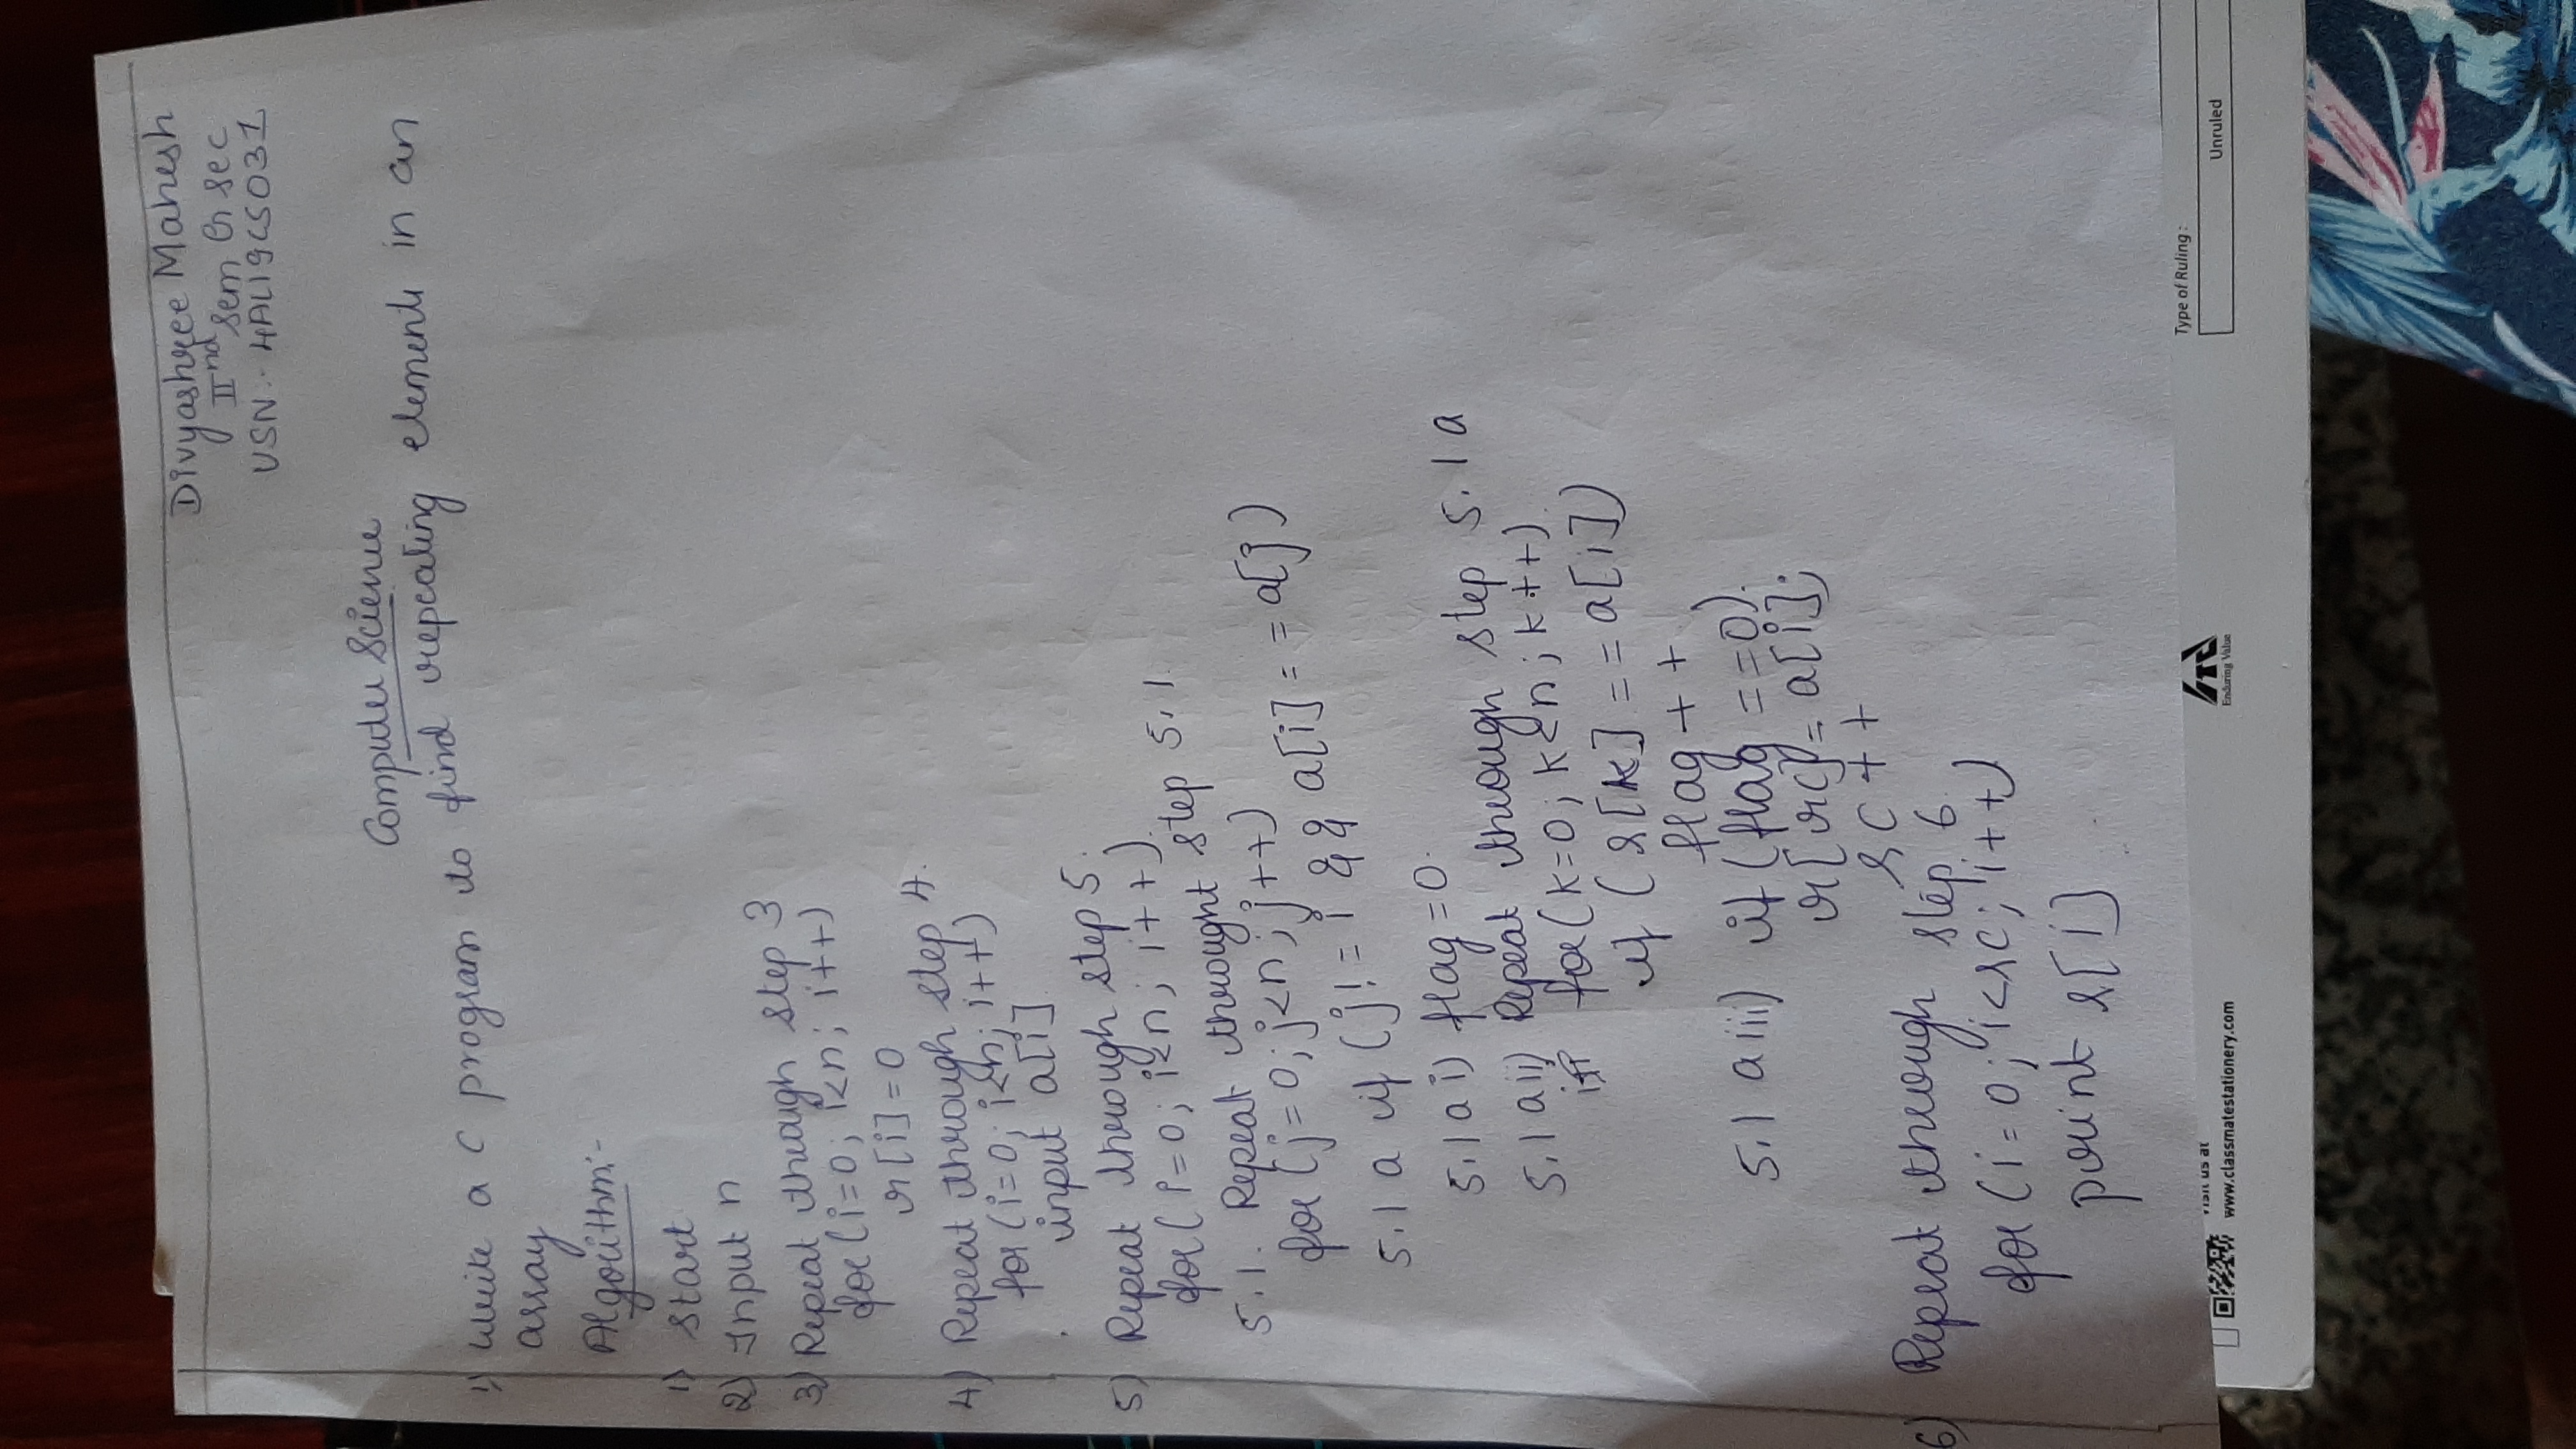 Divyashree Mahesh
IInd Sem G sec
USN:- 4AL19CS031
Computer Science
1) Write a C program to find repeating elements in an
array
Algorithm:-
1) Start
2) Input n
3) Repeat through step 3
for(i=0; i<n; i++)
r[i]=0
4) Repeat through step 4.
for(i=0; i<n; i++)
input a[i]
5) Repeat through step 5.
for(i=0; i<n; i++).
5.1. Repeat throught step 5.1.
for(j=0; j<n; j++)
5.1 a if (j!=i && a[i]==a[j)
5.1 a i) flag=0.
5.1 a ii) Repeat through step 5.1 a
for(k=0; k<n; k++)
if (r[k]==a[i])
flag++
5.1 a iii) if(flag==0).
r[rc]=a[i];
rc++
6) Repeat through step 6
for(i=0; i<rc; i++)
print r[i]
Visit us at
www.classmatestationery.com
ITC
Enduring Value
Type of Ruling :
Unruled